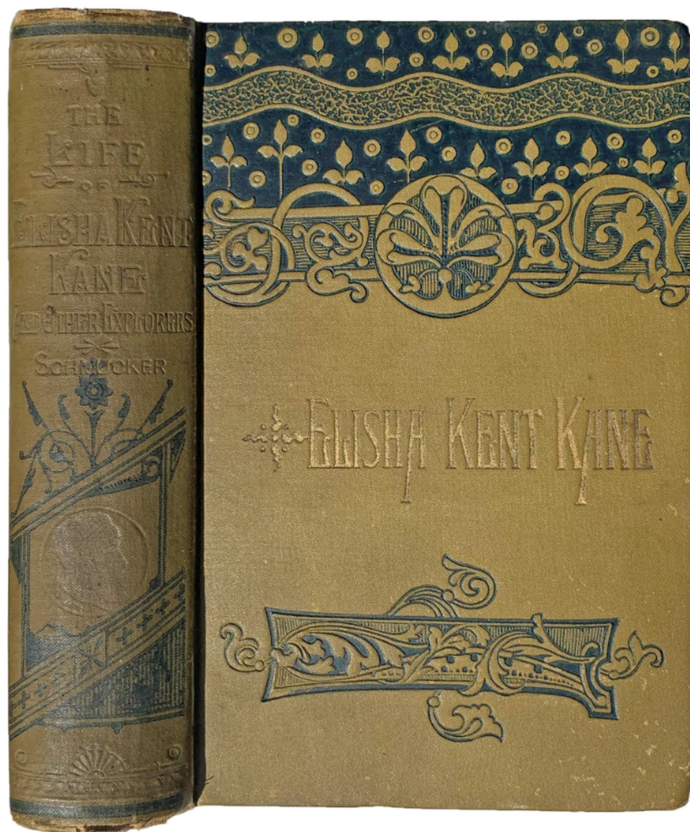 THE
LIFE
OF
ELISHA KENT
KANE
AND OTHER EXPLORERS
SCHMUCKER
ELISHA KENT KANE